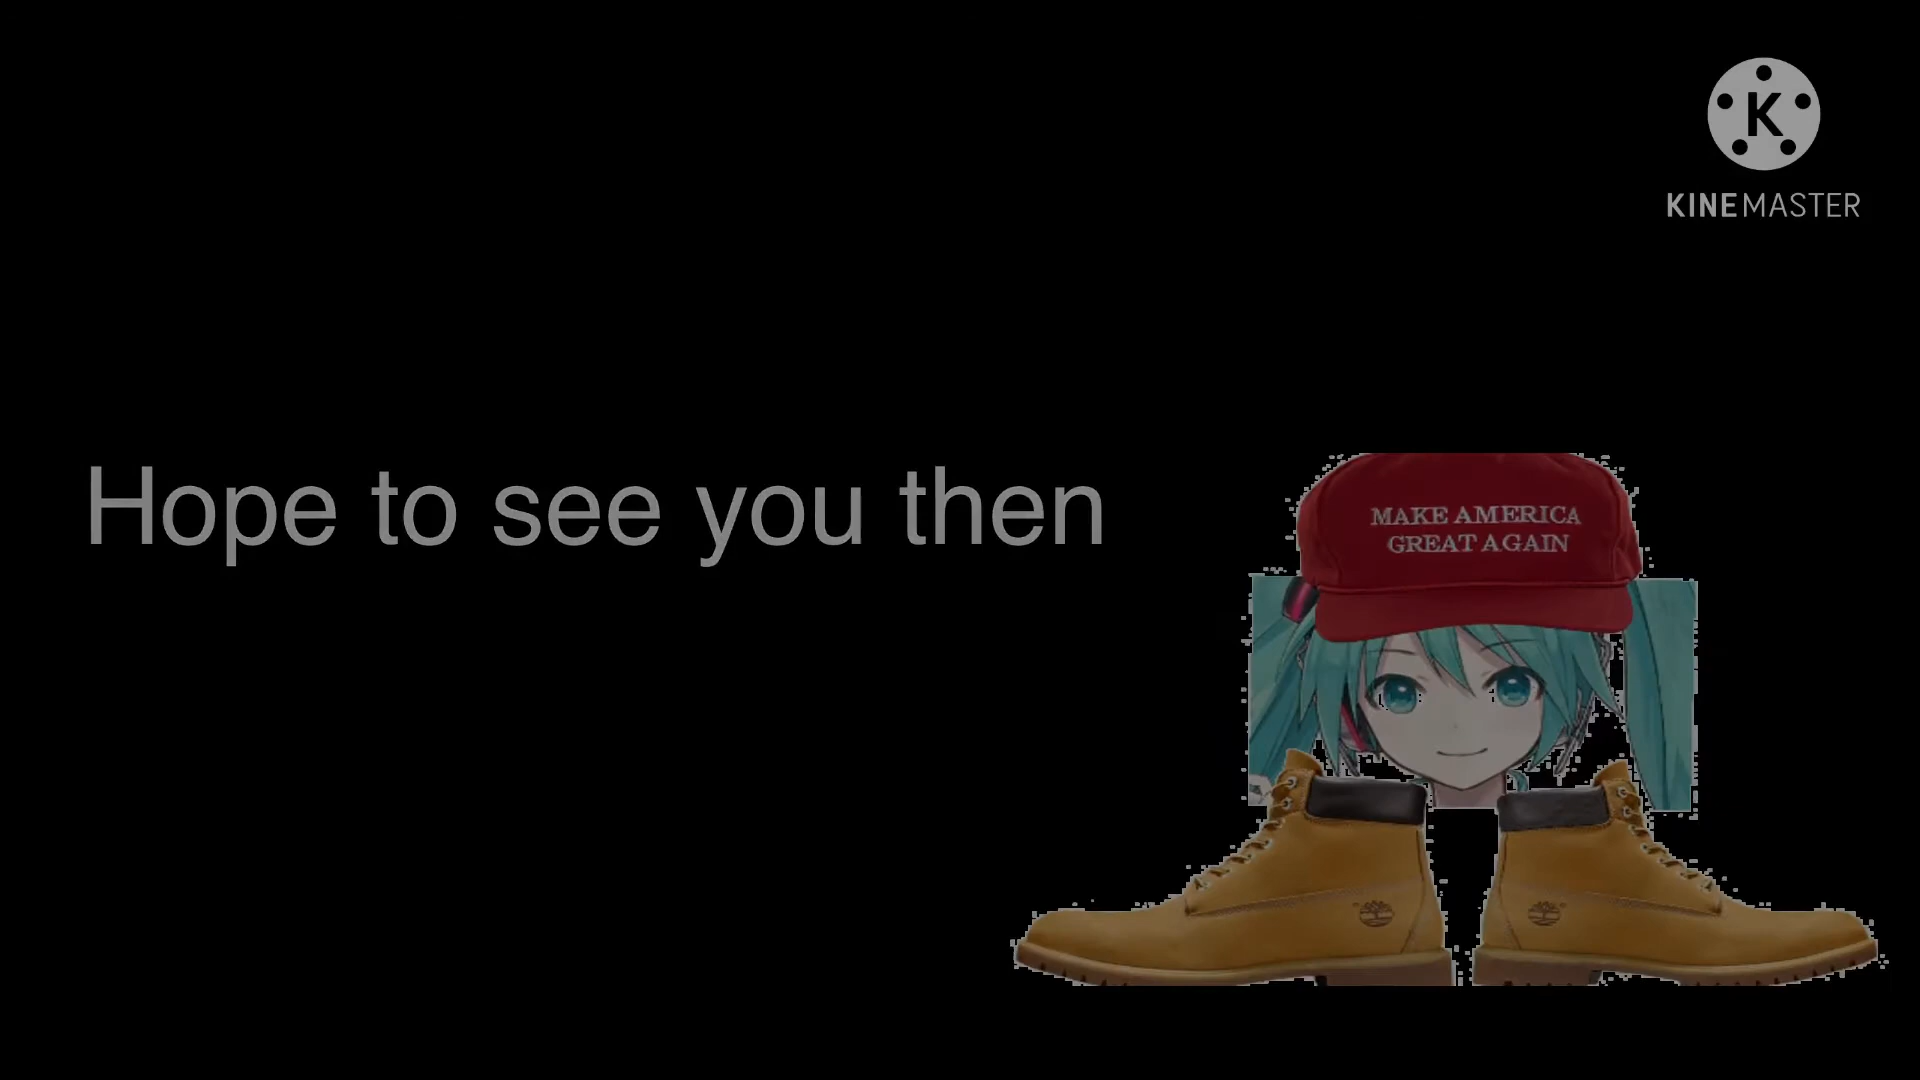 K
KINEMASTER
Hope to see you then
MAKE AMERICA
GREAT AGAIN